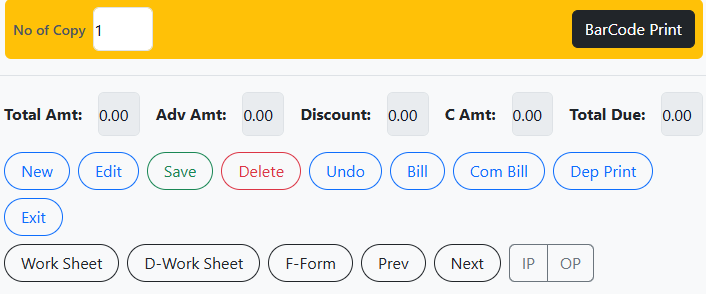 No of Copy 1 BarCode Print
Total Amt: 0.00 Adv Amt: 0.00 Discount: 0.00 C Amt: 0.00 Total Due: 0.00
New Edit Save Delete Undo Bill Com Bill Dep Print
Exit
Work Sheet D-Work Sheet F-Form Prev Next IP OP